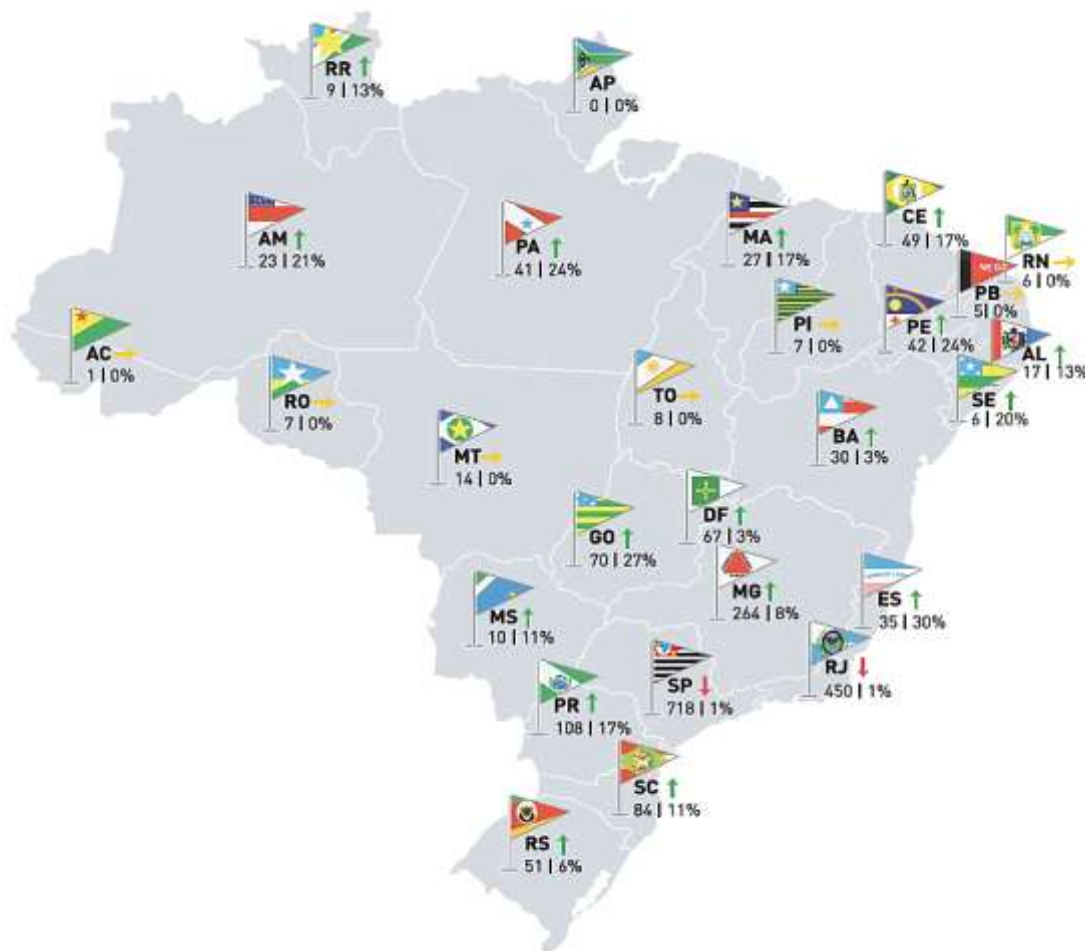 RR
9 | 13%
AP
0 | 0%
AM
23 | 21%
PA
41 | 24%
MA
27 | 17%
CE
49 | 17%
RN
6 | 0%
PB
5 | 0%
PI
7 | 0%
PE
42 | 24%
AL
17 | 13%
AC
1 | 0%
RO
7 | 0%
TO
8 | 0%
SE
6 | 20%
BA
30 | 3%
MT
14 | 0%
DF
67 | 3%
GO
70 | 27%
MG
264 | 8%
ES
35 | 30%
MS
10 | 11%
RJ
450 | 1%
SP
718 | 1%
PR
108 | 17%
SC
84 | 11%
RS
51 | 6%